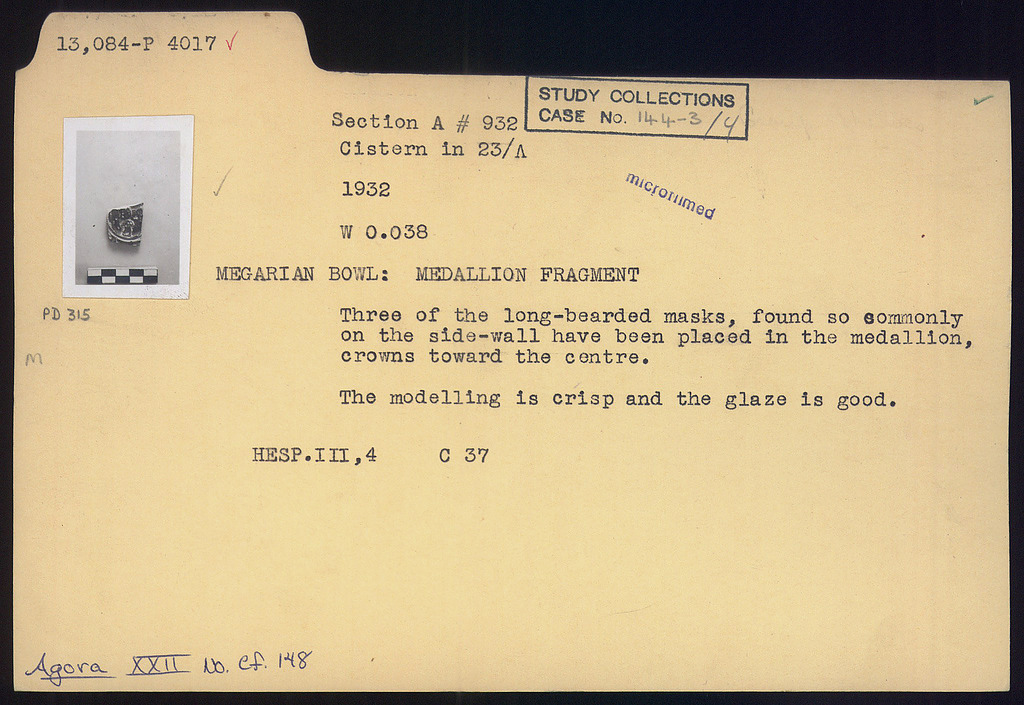 13,084-P 4017 ✓
STUDY COLLECTIONS
CASE No. 144-3/4
Section A # 932
Cistern in 23/Λ
1932
microfilmed
W 0.038
MEGARIAN BOWL: MEDALLION FRAGMENT
PD 315
Three of the long-bearded masks, found so commonly
on the side-wall have been placed in the medallion,
crowns toward the centre.
M
The modelling is crisp and the glaze is good.
HESP.III,4 C 37
Agora XXII No. cf. 148